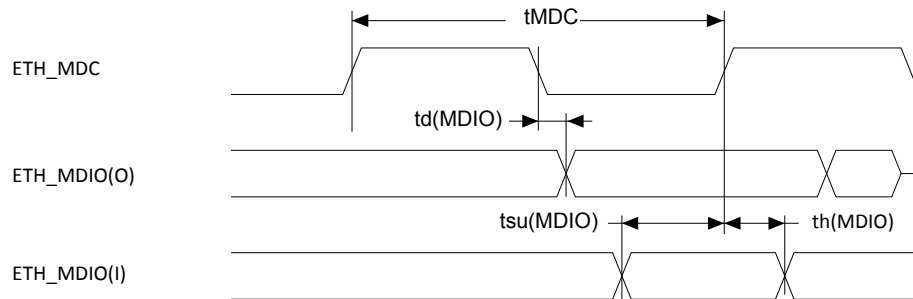 tMDC
ETH_MDC
td(MDIO)
ETH_MDIO(O)
tsu(MDIO)
th(MDIO)
ETH_MDIO(I)